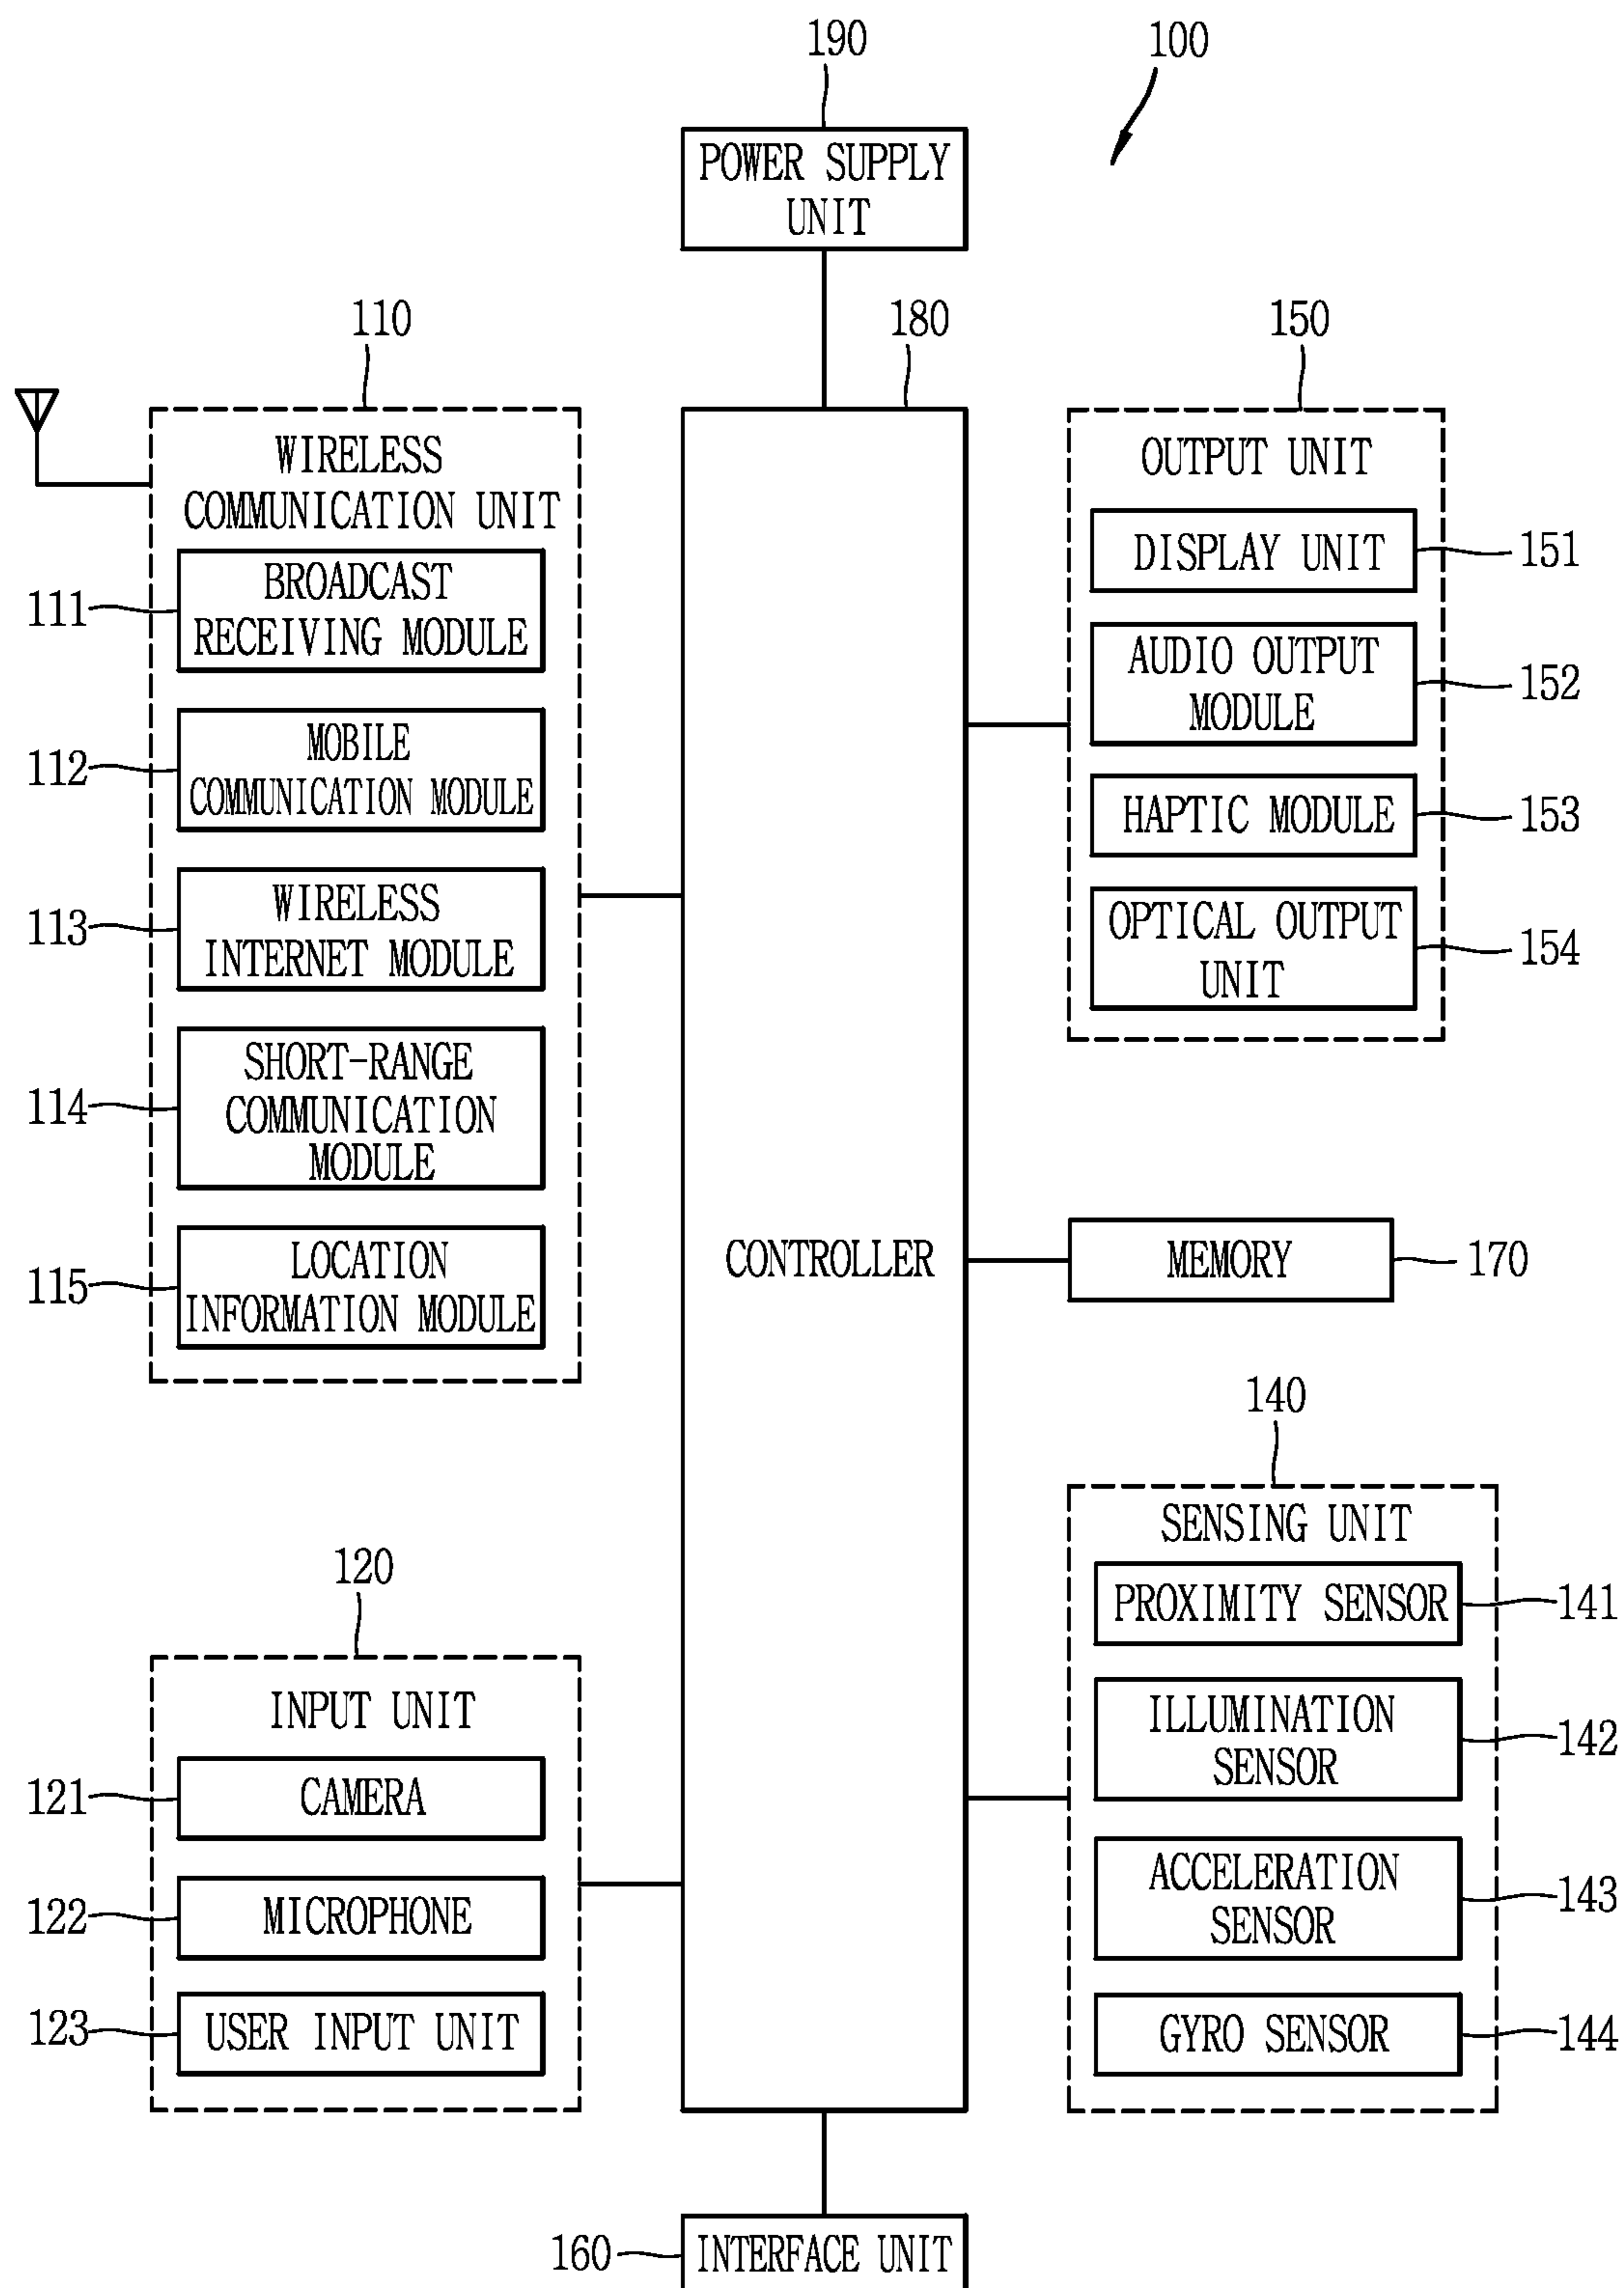 190
100
POWER SUPPLY
UNIT
110
180
150
WIRELESS
COMMUNICATION UNIT
111
BROADCAST
RECEIVING MODULE
112
MOBILE
COMMUNICATION MODULE
113
WIRELESS
INTERNET MODULE
114
SHORT-RANGE
COMMUNICATION
MODULE
115
LOCATION
INFORMATION MODULE
120
INPUT UNIT
121
CAMERA
122
MICROPHONE
123
USER INPUT UNIT
CONTROLLER
OUTPUT UNIT
DISPLAY UNIT
151
AUDIO OUTPUT
MODULE
152
HAPTIC MODULE
153
OPTICAL OUTPUT
UNIT
154
MEMORY
170
140
SENSING UNIT
PROXIMITY SENSOR
141
ILLUMINATION
SENSOR
142
ACCELERATION
SENSOR
143
GYRO SENSOR
144
160
INTERFACE UNIT